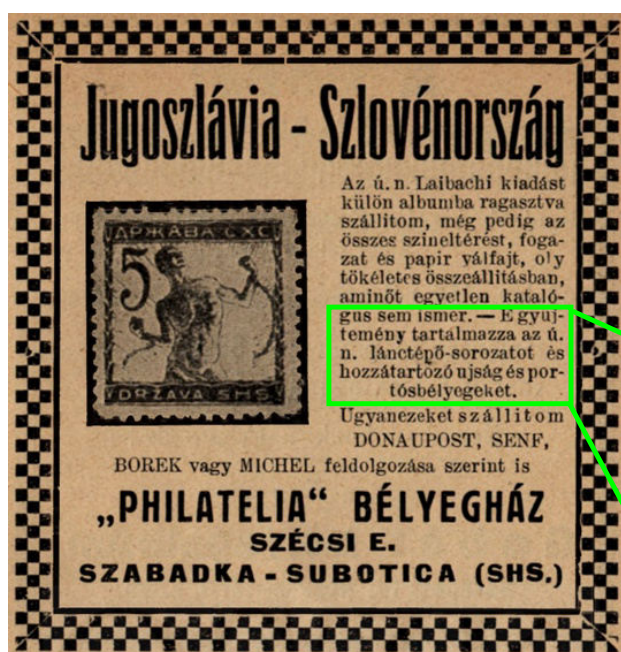 Jugoszlávia - Szlovénország
Az ú. n. Laibachi kiadást
külön albumba ragasztva
szállitom, még pedig az
összes szineltérést, foga-
zat és papir válfajt, oly
tökéletes összeállitásban,
aminőt egyetlen kataló-
gus sem ismer. — E gyüj-
temény tartalmazza az ú.
n. lánctépő-sorozatot és
hozzátartozó ujság és por-
tósbélyegeket.
Ugyanezeket szállitom
DONAUPOST, SENF,
BOREK vagy MICHEL feldolgozása szerint is
ДРЖАВА СХС
5
DRŽAVA SHS
„PHILATELIA“ BÉLYEGHÁZ
SZÉCSI E.
SZABADKA - SUBOTICA (SHS.)